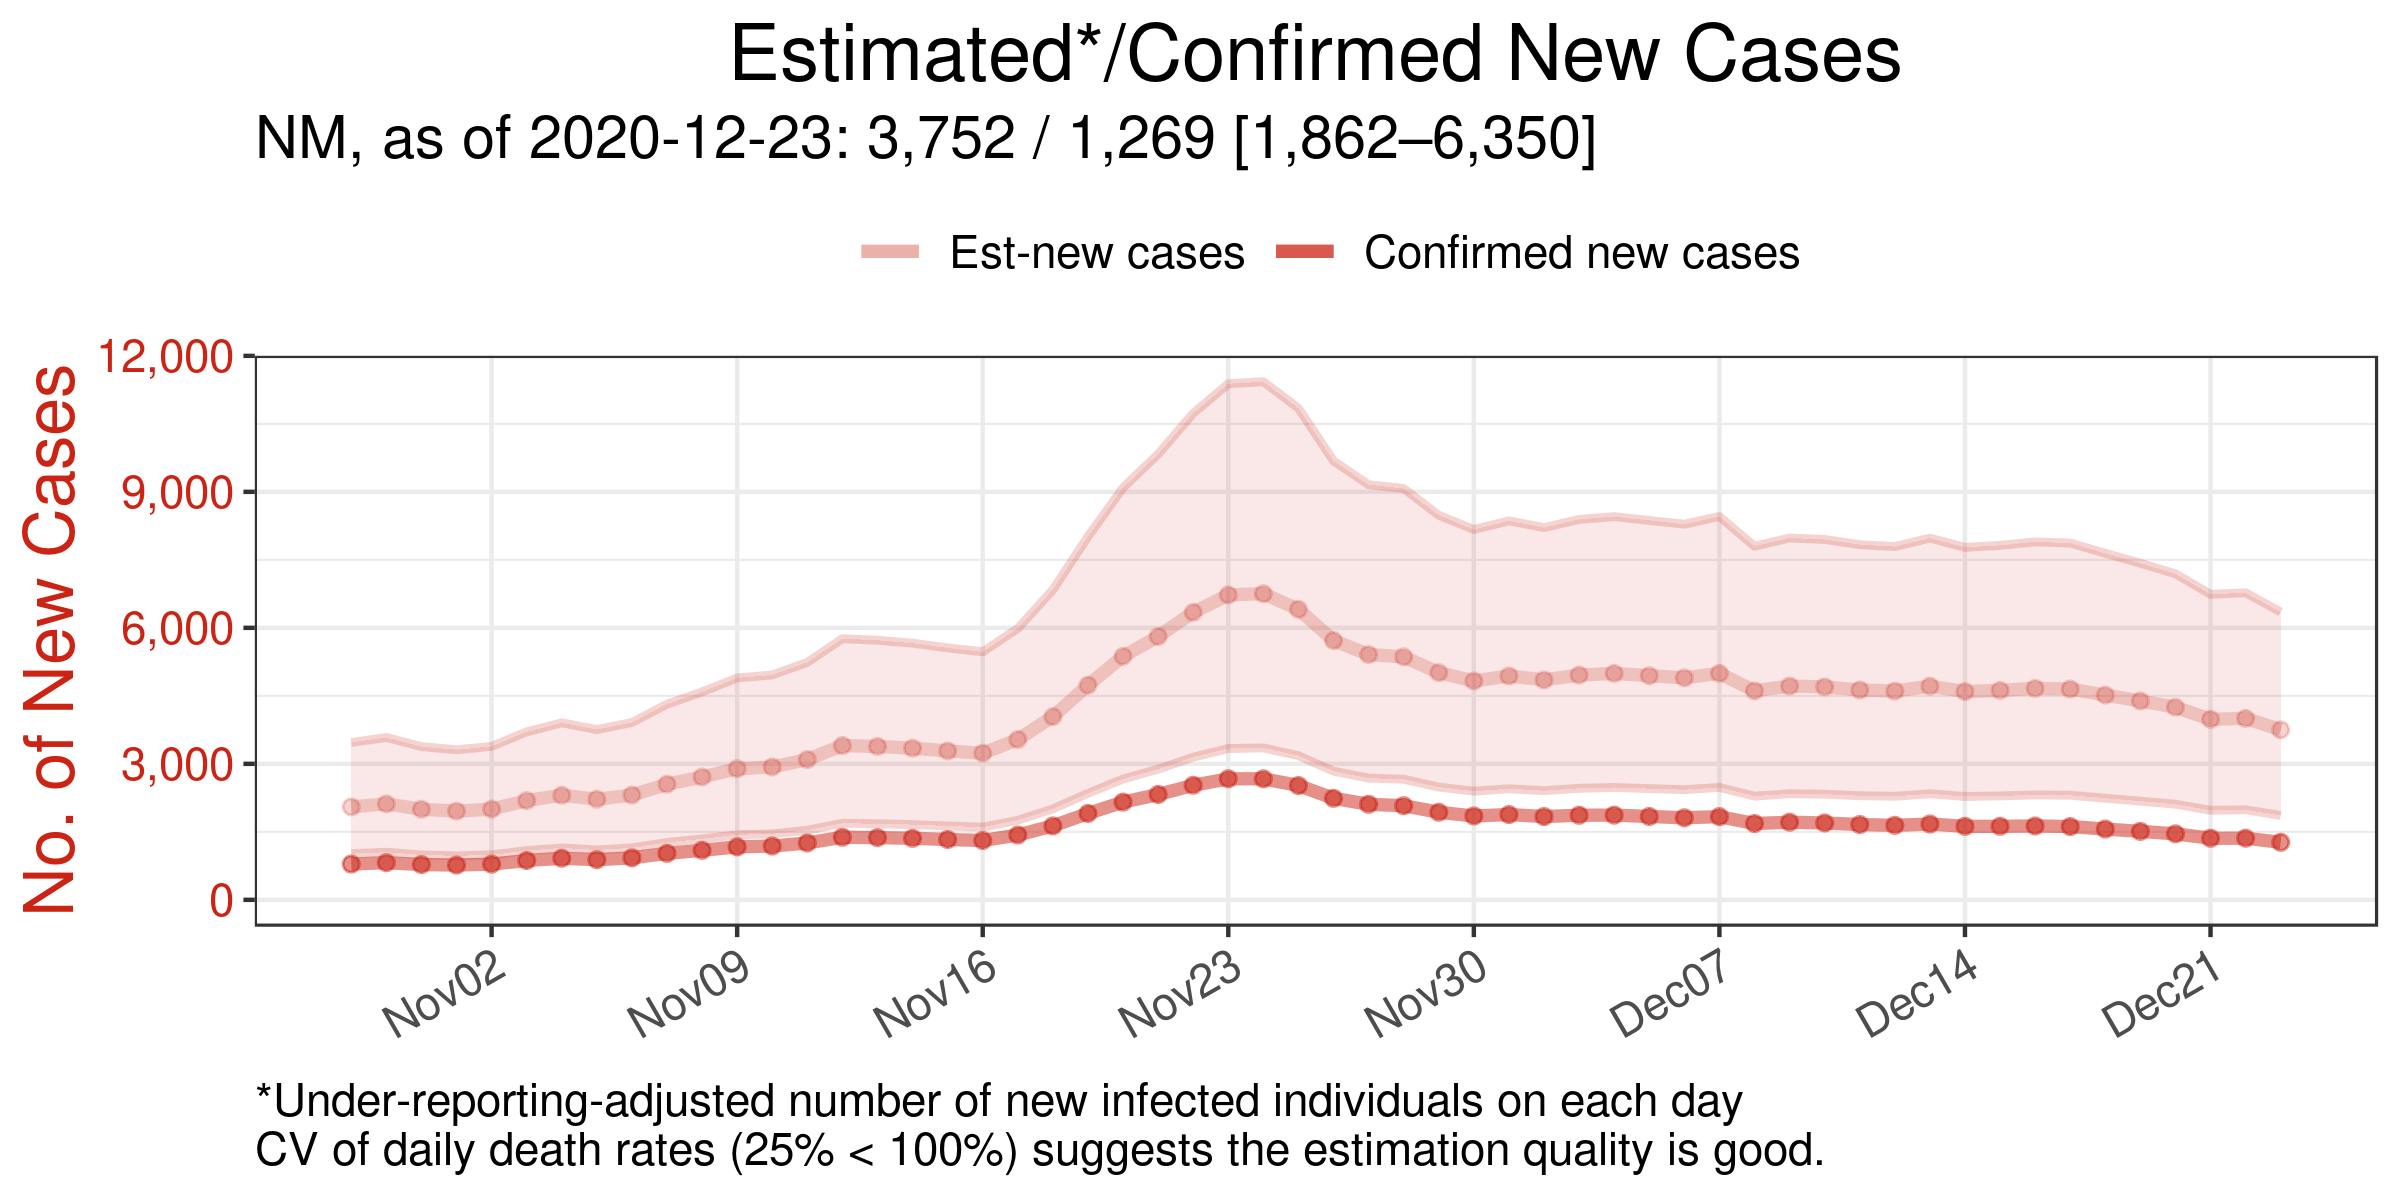 Estimated*/Confirmed New Cases
NM, as of 2020-12-23: 3,752 / 1,269 [1,862–6,350]
Est-new cases
Confirmed new cases
No. of New Cases
12,000
9,000
6,000
3,000
0
Nov02
Nov09
Nov16
Nov23
Nov30
Dec07
Dec14
Dec21
*Under-reporting-adjusted number of new infected individuals on each day
CV of daily death rates (25% < 100%) suggests the estimation quality is good.